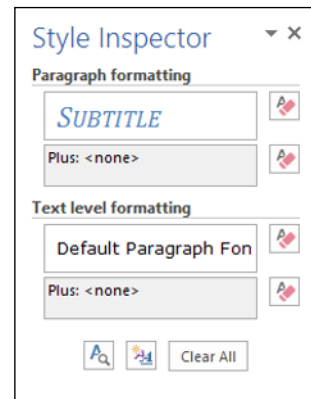 Style Inspector
Paragraph formatting
SUBTITLE
Plus: <none>
Text level formatting
Default Paragraph Fon
Plus: <none>
Clear All